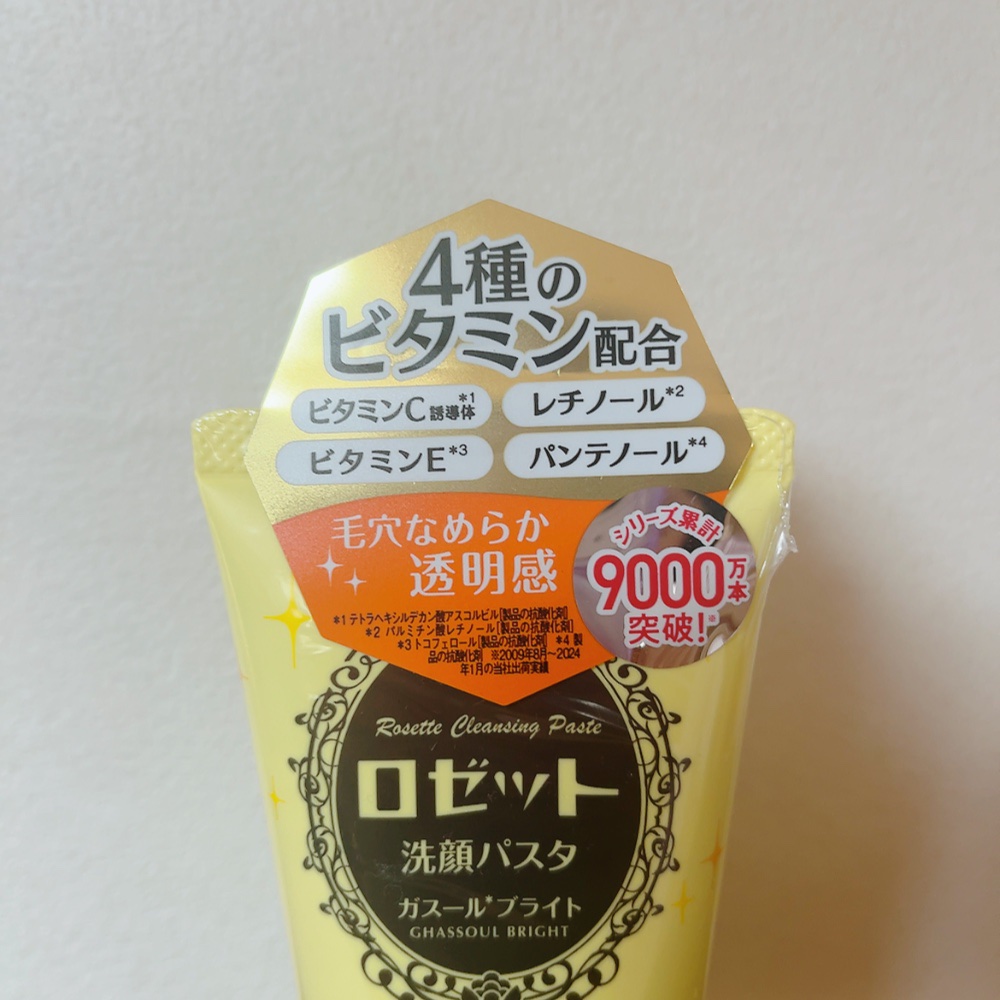 4種の
ビタミン配合
ビタミンC誘導体*1
レチノール*2
ビタミンE*3
パンテノール*4
毛穴なめらか
透明感
シリーズ累計
9000万本
突破!※
*1 テトラヘキシルデカン酸アスコルビル[製品の抗酸化剤]
*2 パルミチン酸レチノール[製品の抗酸化剤]
*3 トコフェロール[製品の抗酸化剤] *4 製
品の抗酸化剤 ※2009年8月～2024
年1月の当社出荷実績
Rosette Cleansing Paste
ロゼット
洗顔パスタ
ガスール*ブライト
GHASSOUL BRIGHT